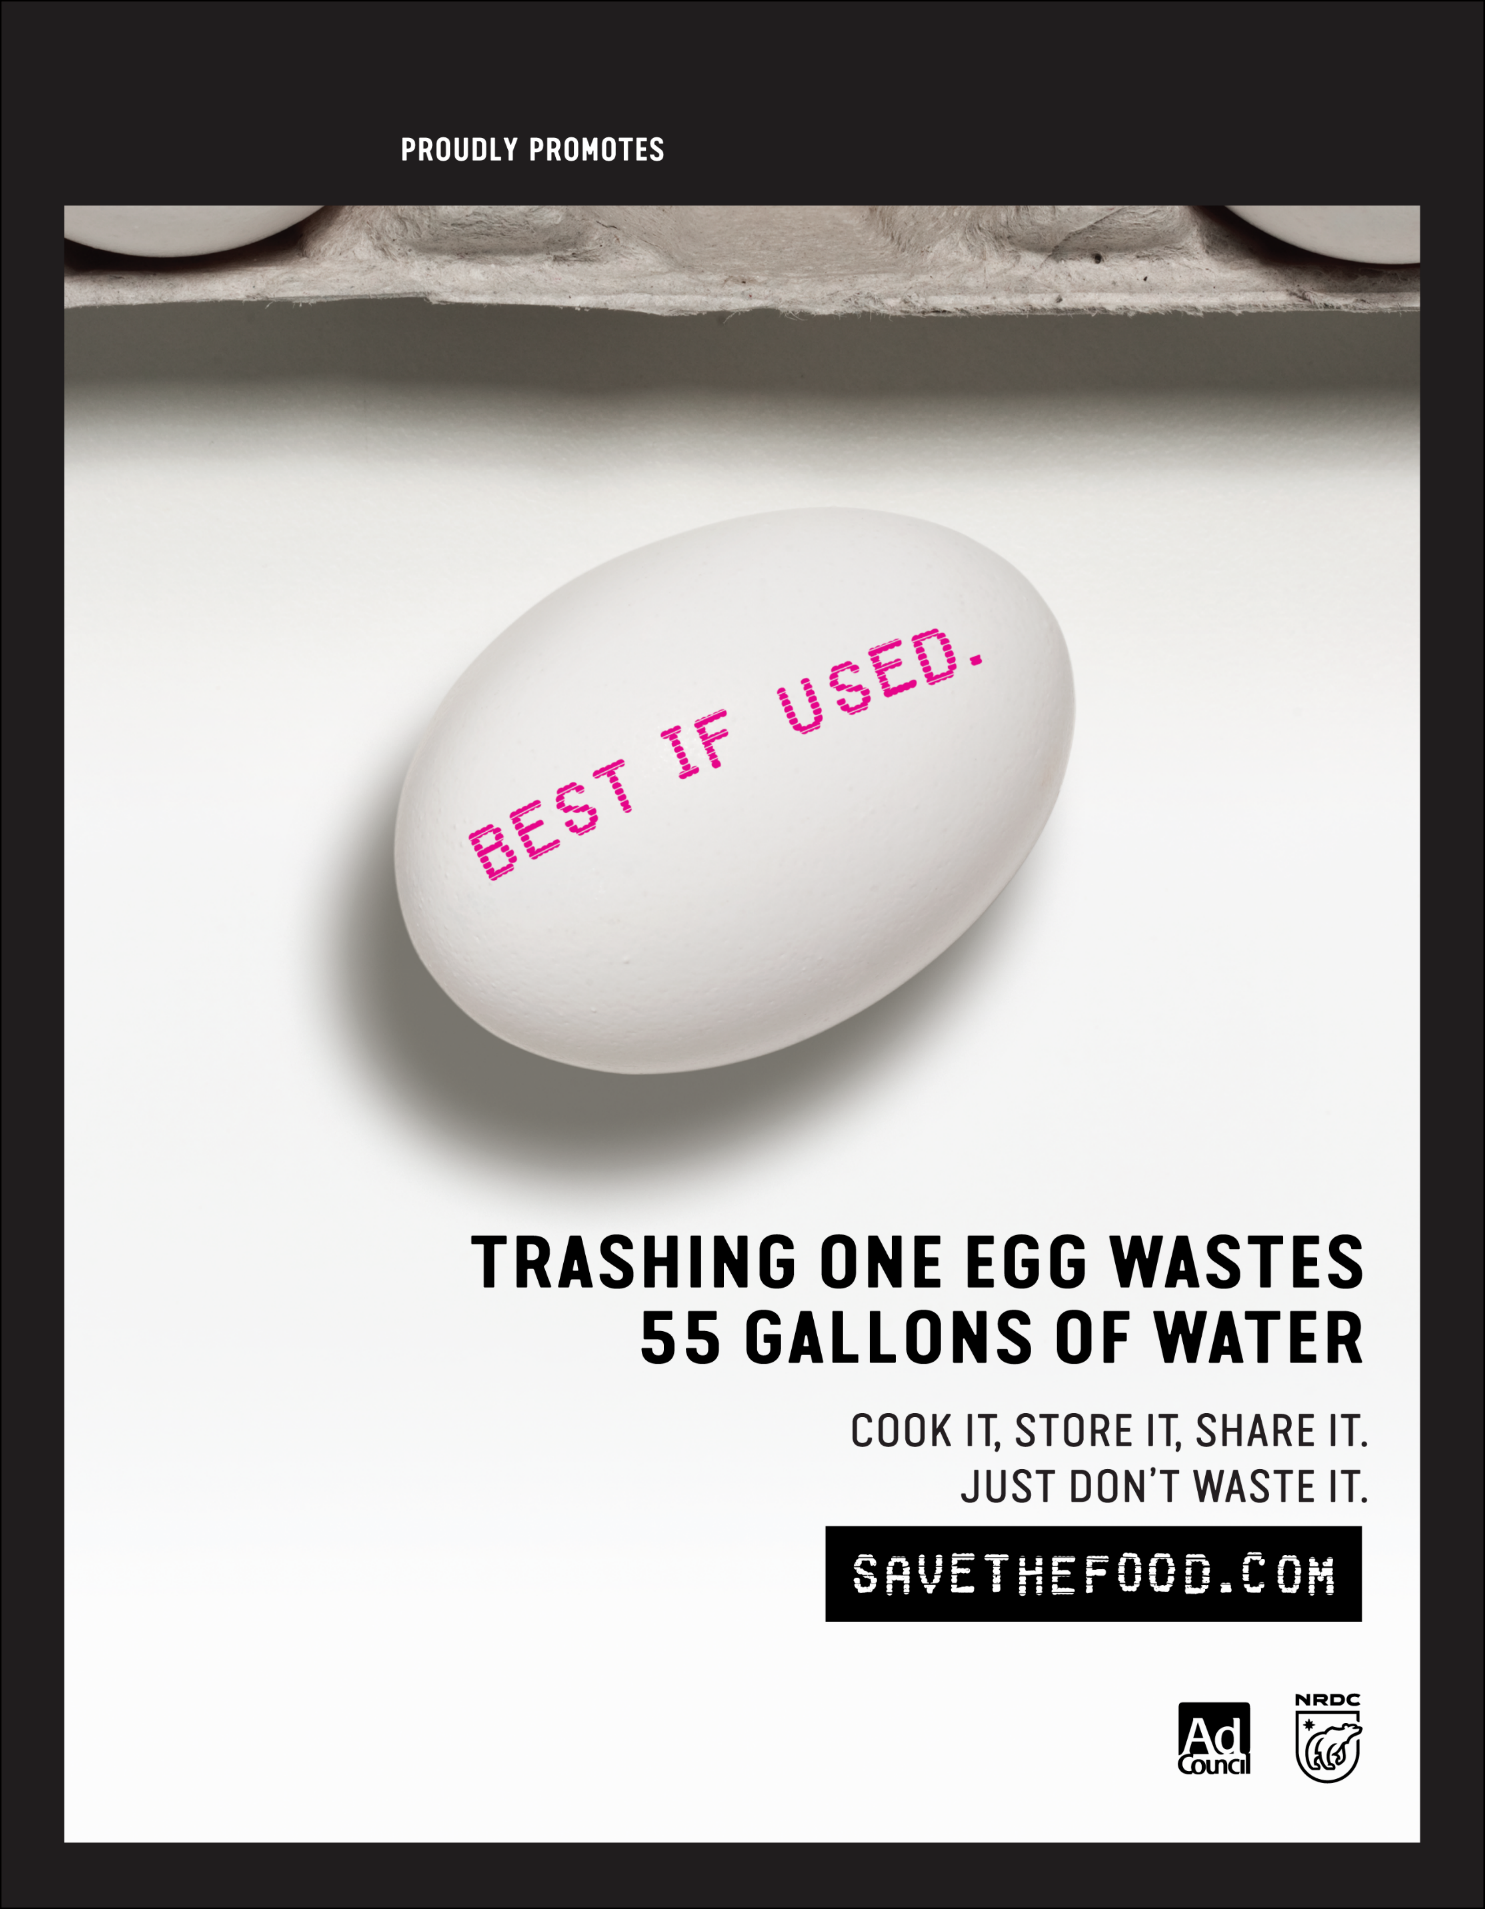 PROUDLY PROMOTES
BEST IF USED.
TRASHING ONE EGG WASTES
55 GALLONS OF WATER
COOK IT, STORE IT, SHARE IT.
JUST DON'T WASTE IT.
SAVETHEFOOD.COM
Ad
Council
NRDC